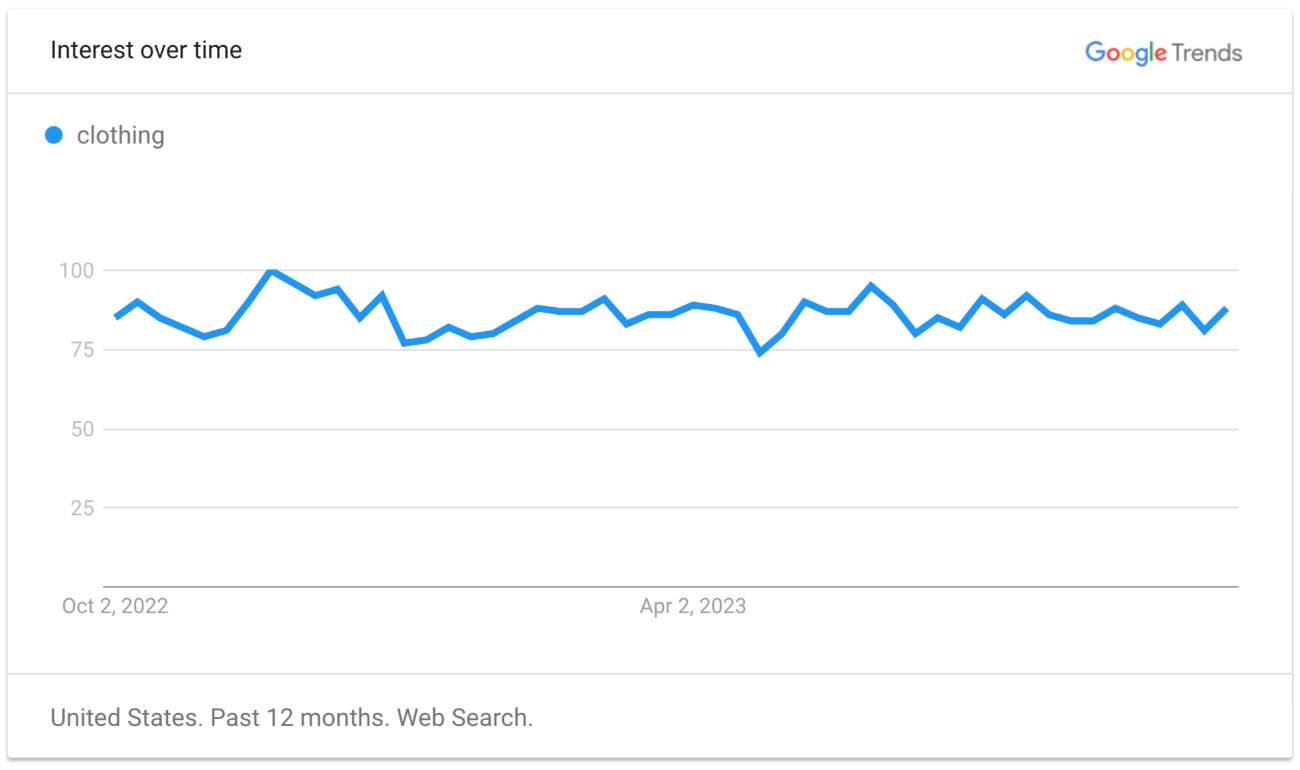 Interest over time
Google Trends
clothing
100
75
50
25
Oct 2, 2022
Apr 2, 2023
United States. Past 12 months. Web Search.